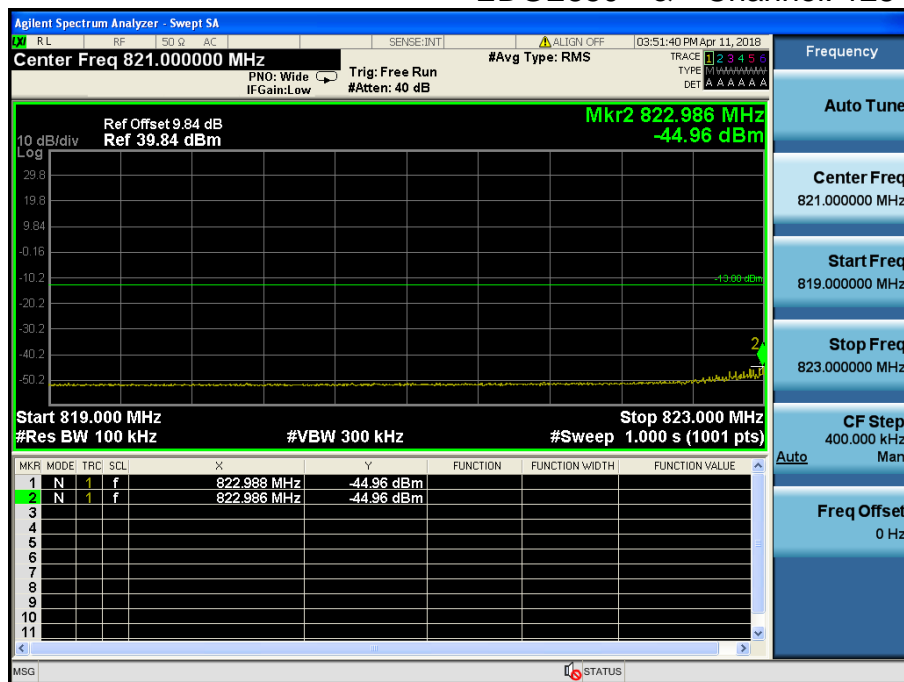 Agilent Spectrum Analyzer - Swept SA
LXI RL RF 50 Ω AC SENSE:INT ALIGN OFF 03:51:40 PM Apr 11, 2018
Center Freq 821.000000 MHz #Avg Type: RMS TRACE 1 2 3 4 5 6
PNO: Wide Trig: Free Run TYPE M WWWWW
IFGain:Low #Atten: 40 dB DET A A A A A A
Frequency
Mkr2 822.986 MHz
-44.96 dBm
Ref Offset 9.84 dB
10 dB/div Ref 39.84 dBm
Log
29.8
19.8
9.84
-0.16
-10.2
-13.00 dBm
-20.2
-30.2
-40.2
2
-50.2
Start 819.000 MHz Stop 823.000 MHz
#Res BW 100 kHz #VBW 300 kHz #Sweep 1.000 s (1001 pts)
MKR MODE TRC SCL X Y FUNCTION FUNCTION WIDTH FUNCTION VALUE
1 N 1 f 822.988 MHz -44.96 dBm
2 N 1 f 822.986 MHz -44.96 dBm
3
4
5
6
7
8
9
10
11
Auto Tune
Center Freq
821.000000 MHz
Start Freq
819.000000 MHz
Stop Freq
823.000000 MHz
CF Step
400.000 kHz
Auto Man
Freq Offset
0 Hz
MSG STATUS